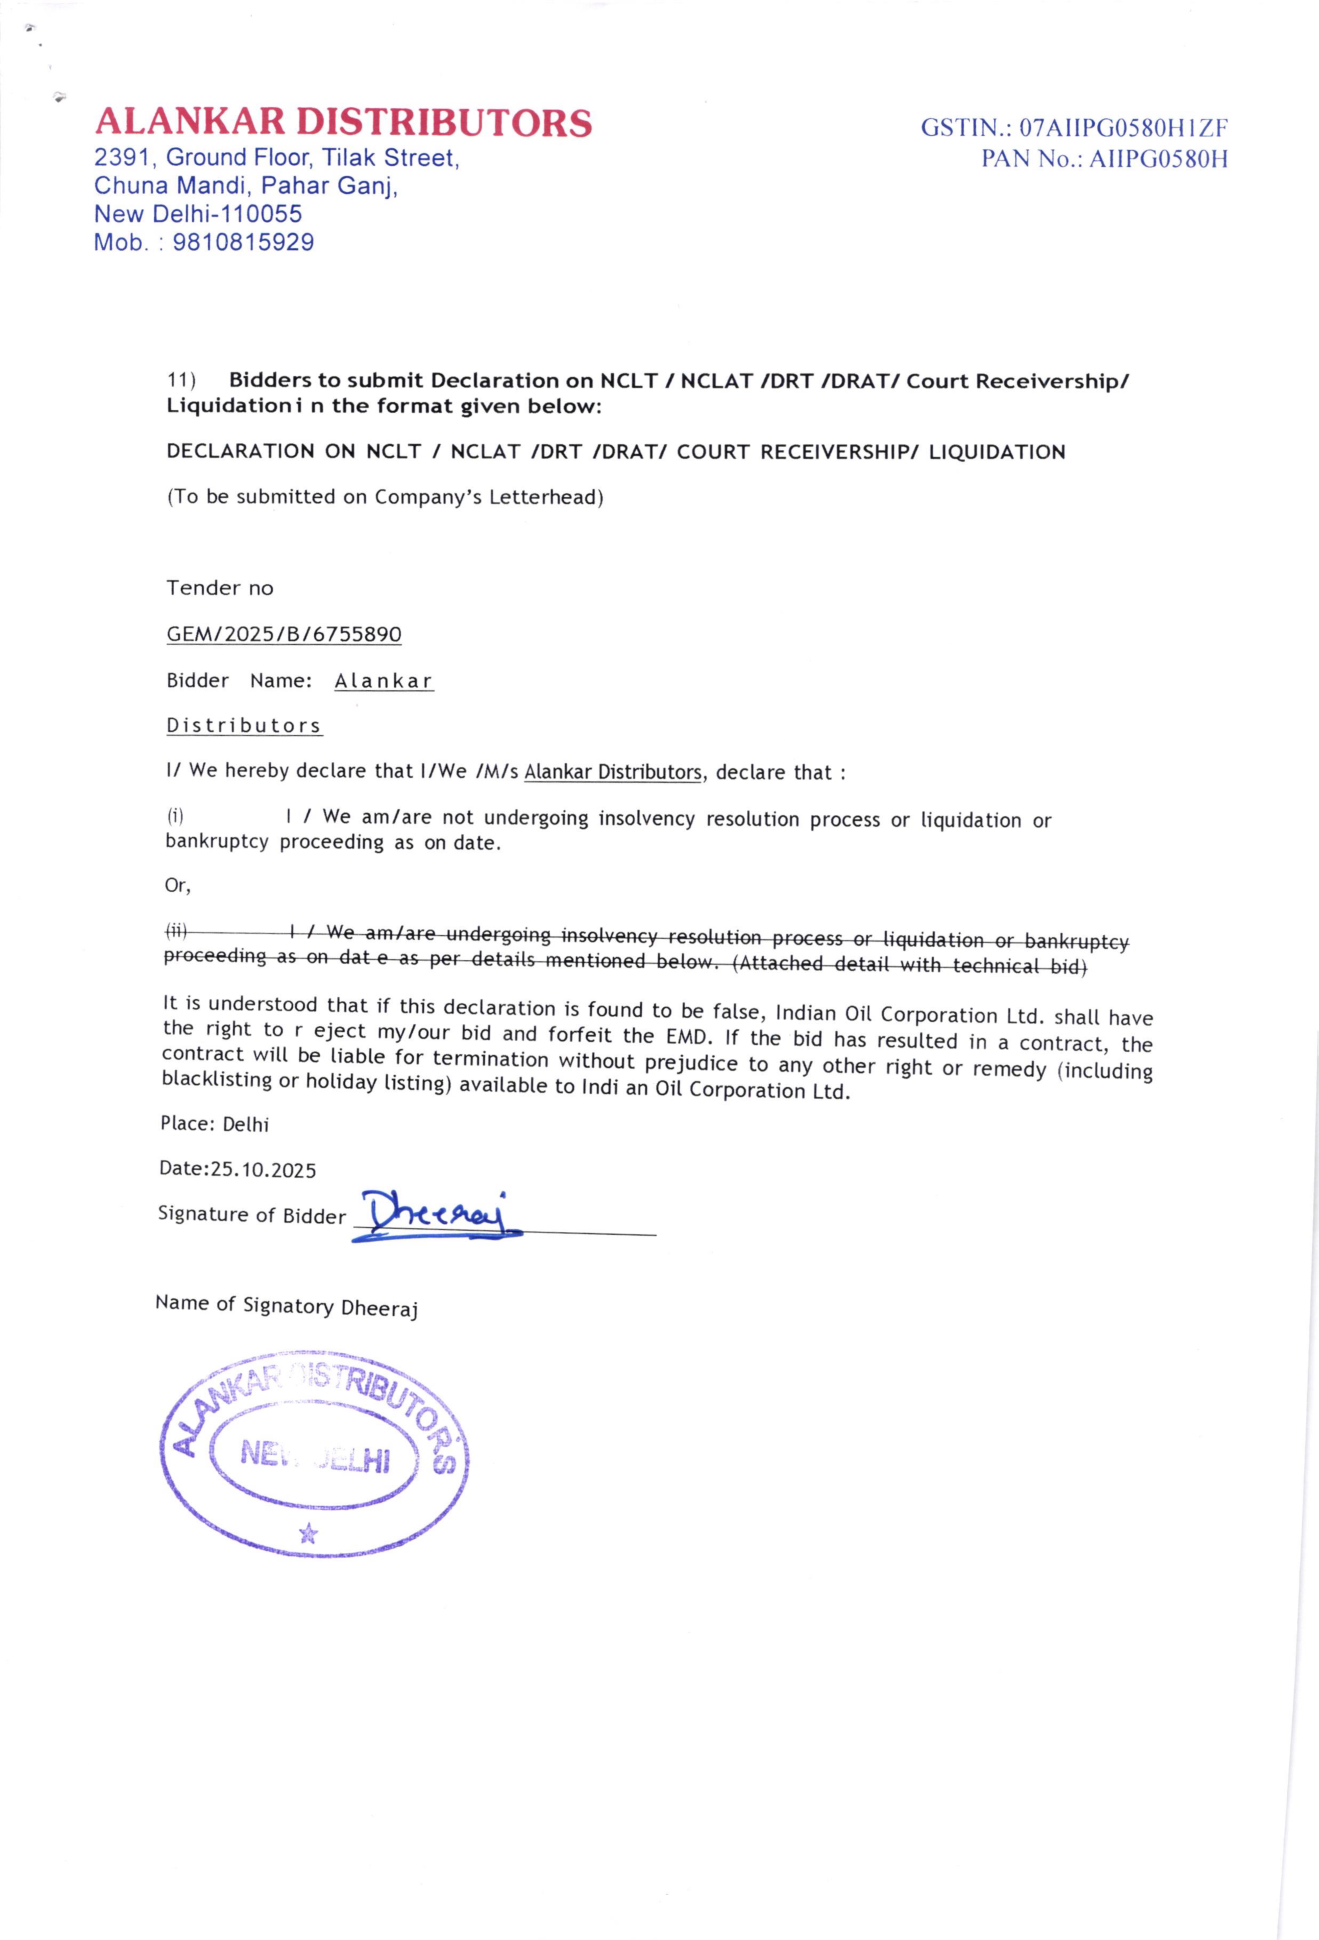 ALANKAR DISTRIBUTORS
2391, Ground Floor, Tilak Street,
Chuna Mandi, Pahar Ganj,
New Delhi-110055
Mob. : 9810815929
GSTIN.: 07AIIPG0580H1ZF
PAN No.: AIIPG0580H
11) Bidders to submit Declaration on NCLT / NCLAT /DRT /DRAT/ Court Receivership/
Liquidation i n the format given below:
DECLARATION ON NCLT / NCLAT /DRT /DRAT/ COURT RECEIVERSHIP/ LIQUIDATION
(To be submitted on Company's Letterhead)
Tender no
GEM/2025/B/6755890
Bidder Name: Alankar
Distributors
I/ We hereby declare that I/We /M/s Alankar Distributors, declare that :
(i) I / We am/are not undergoing insolvency resolution process or liquidation or
bankruptcy proceeding as on date.
Or,
(ii) I / We am/are undergoing insolvency resolution process or liquidation or bankruptcy
proceeding as on dat e as per details mentioned below. (Attached detail with technical bid)
It is understood that if this declaration is found to be false, Indian Oil Corporation Ltd. shall have
the right to r eject my/our bid and forfeit the EMD. If the bid has resulted in a contract, the
contract will be liable for termination without prejudice to any other right or remedy (including
blacklisting or holiday listing) available to Indi an Oil Corporation Ltd.
Place: Delhi
Date:25.10.2025
Signature of Bidder Dheeraj
Name of Signatory Dheeraj
ALANKAR DISTRIBUTORS
NEW DELHI